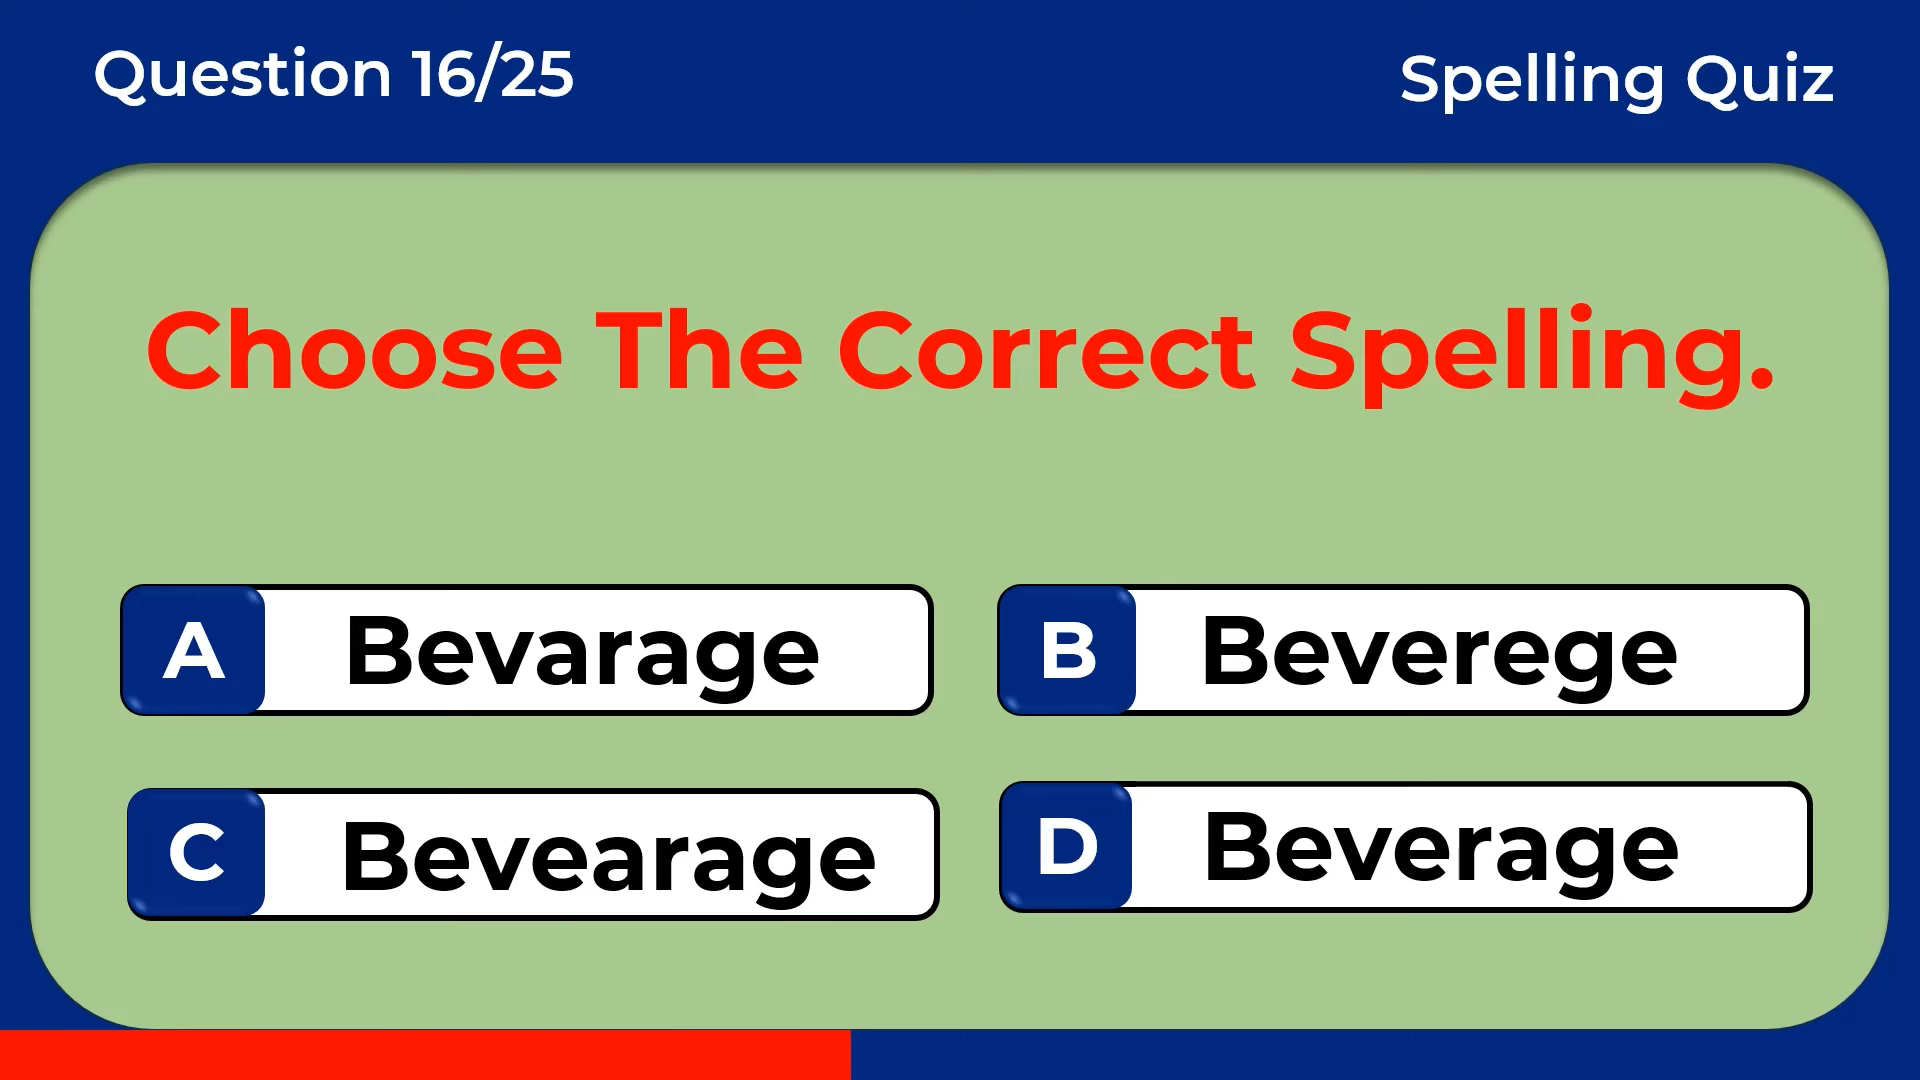 Question 16/25
Spelling Quiz
Choose The Correct Spelling.
A Bevarage
B Beverege
C Bevearage
D Beverage